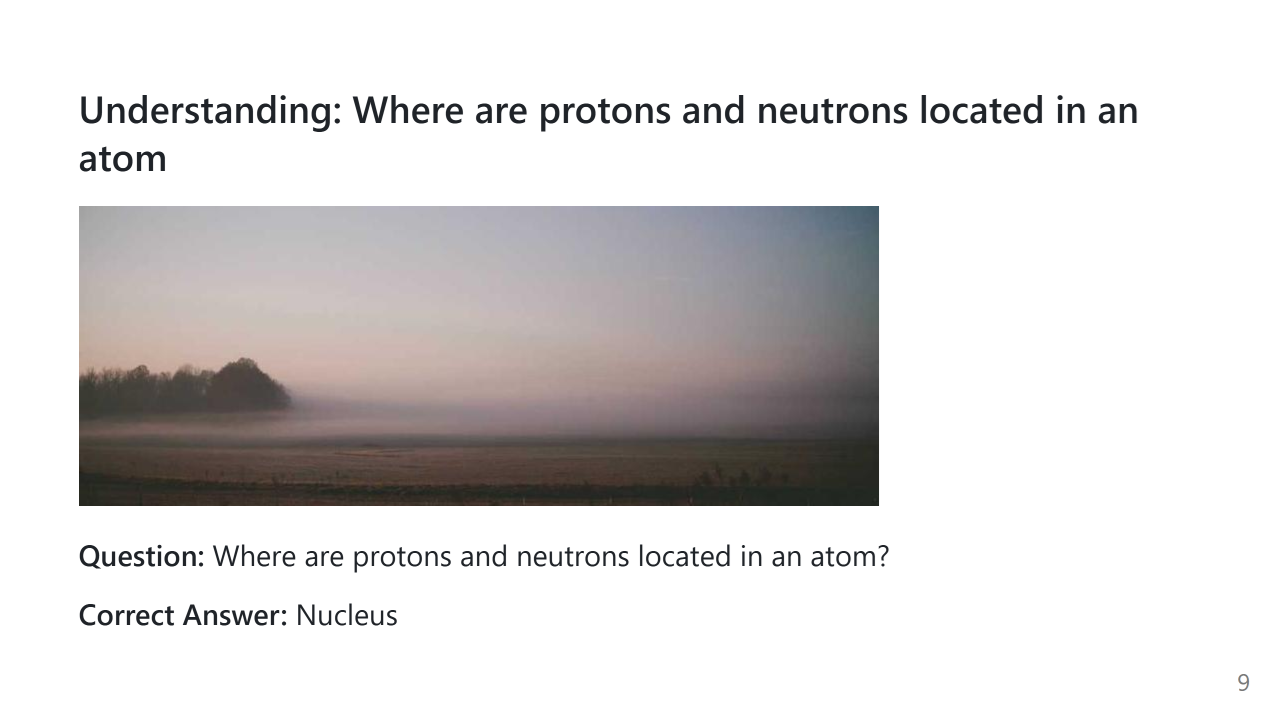 Understanding: Where are protons and neutrons located in an
atom
Question: Where are protons and neutrons located in an atom?
Correct Answer: Nucleus
9